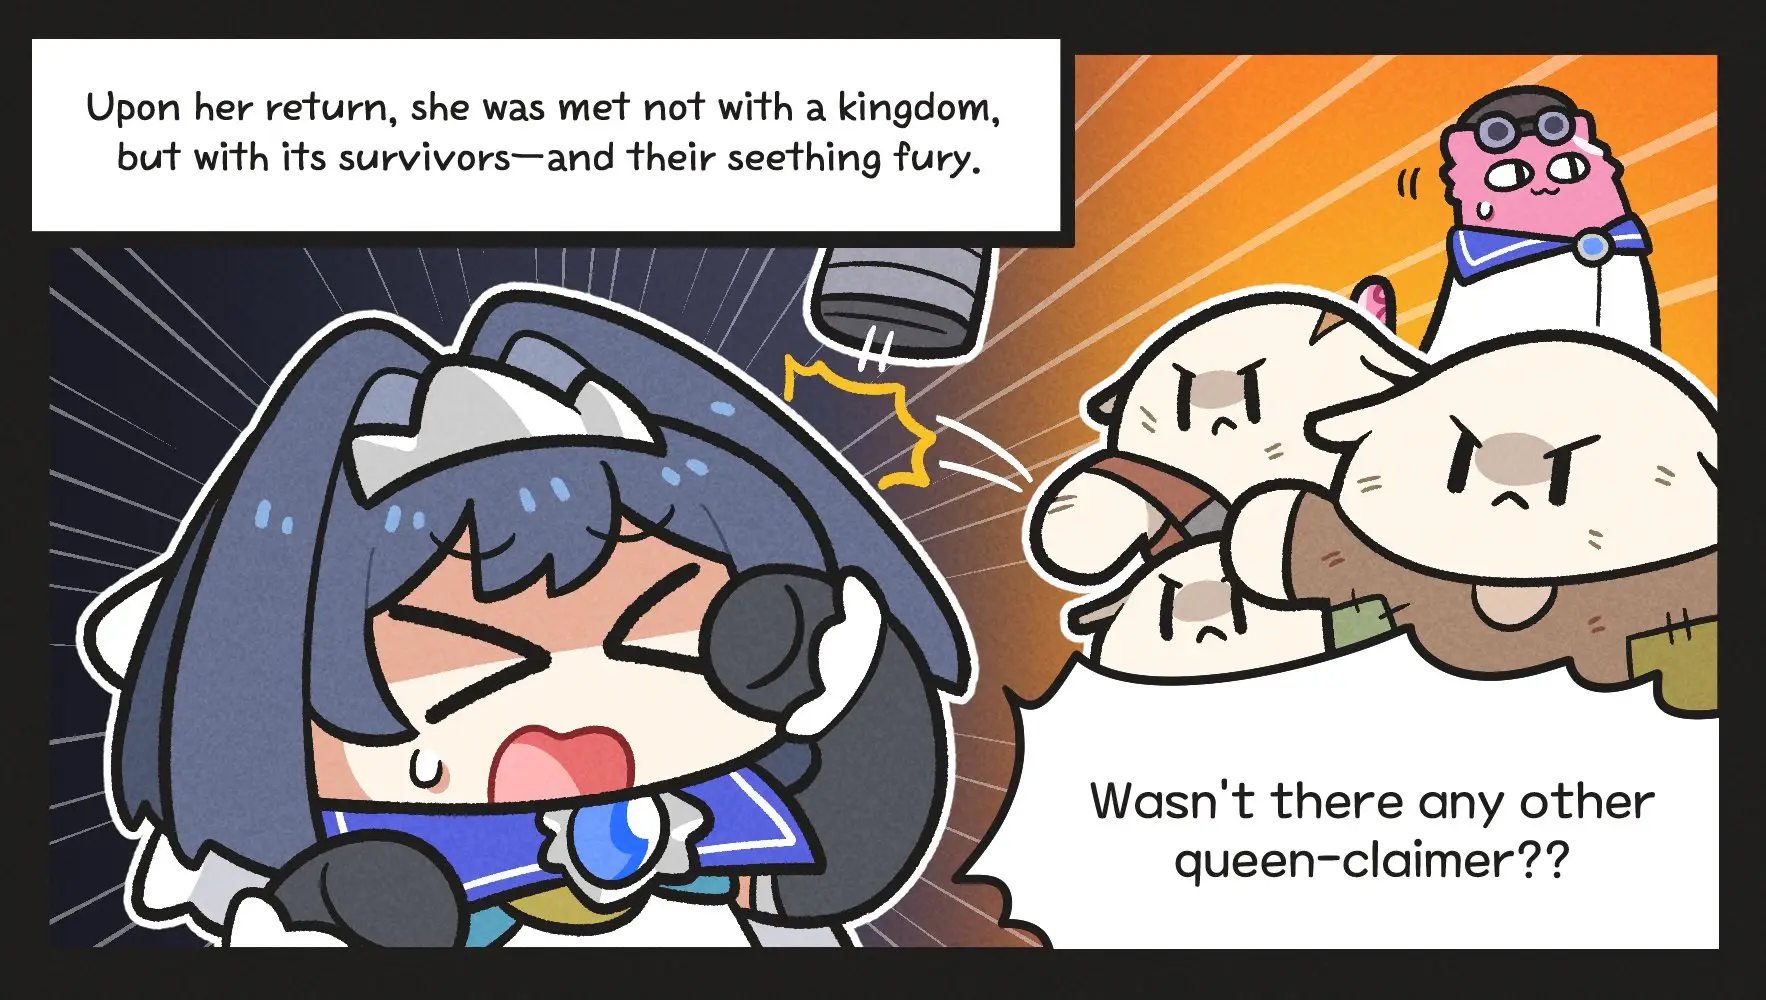 Upon her return, she was met not with a kingdom,
but with its survivors—and their seething fury.
Wasn't there any other
queen-claimer??